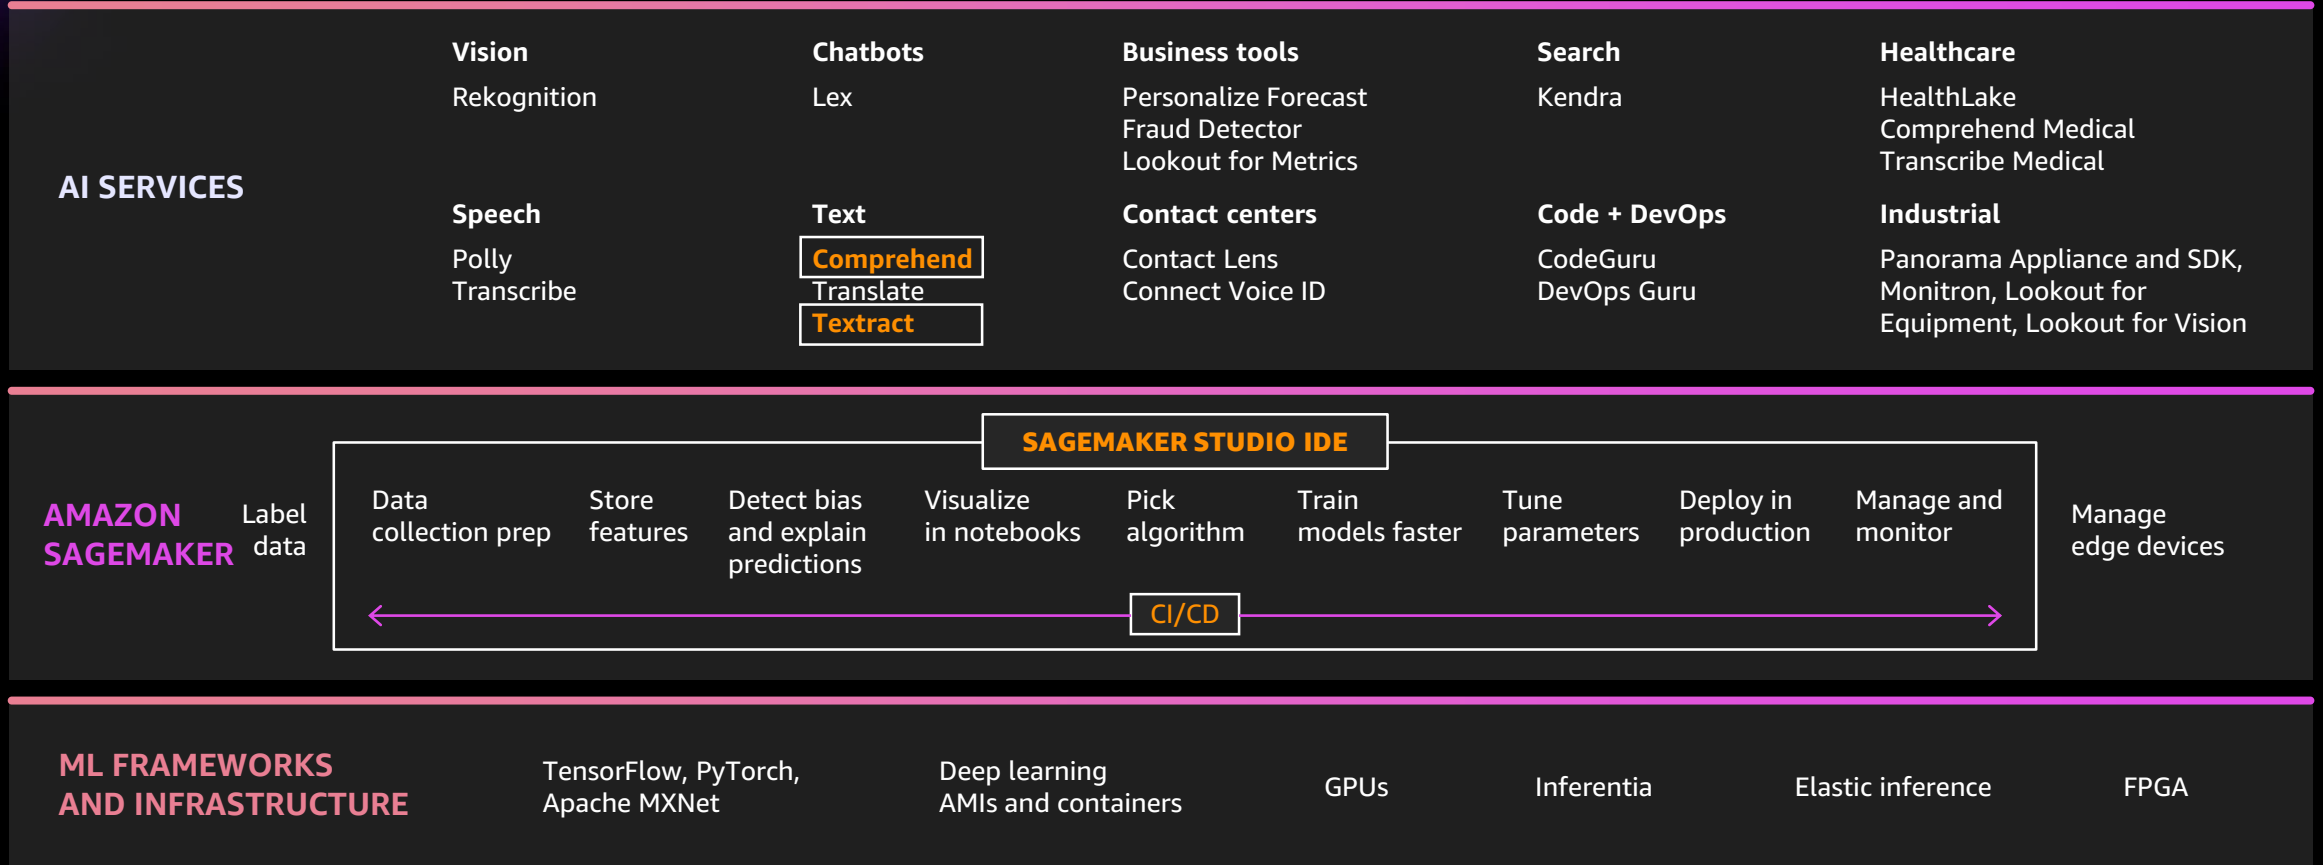 AI SERVICES
Vision
Rekognition
Chatbots
Lex
Business tools
Personalize Forecast
Fraud Detector
Lookout for Metrics
Search
Kendra
Healthcare
HealthLake
Comprehend Medical
Transcribe Medical
Speech
Polly
Transcribe
Text
Comprehend
Translate
Textract
Contact centers
Contact Lens
Connect Voice ID
Code + DevOps
CodeGuru
DevOps Guru
Industrial
Panorama Appliance and SDK,
Monitron, Lookout for
Equipment, Lookout for Vision
AMAZON
SAGEMAKER
Label
data
SAGEMAKER STUDIO IDE
Data
collection prep
Store
features
Detect bias
and explain
predictions
Visualize
in notebooks
Pick
algorithm
Train
models faster
Tune
parameters
Deploy in
production
Manage and
monitor
CI/CD
Manage
edge devices
ML FRAMEWORKS
AND INFRASTRUCTURE
TensorFlow, PyTorch,
Apache MXNet
Deep learning
AMIs and containers
GPUs
Inferentia
Elastic inference
FPGA